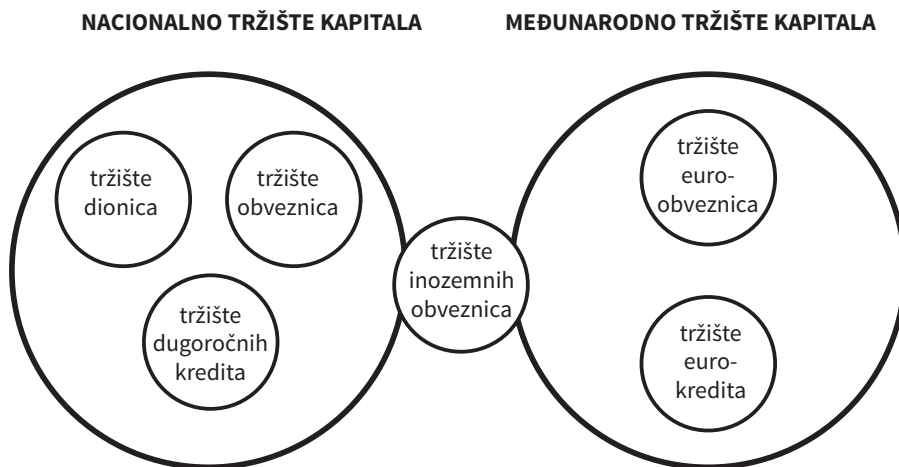 NACIONALNO TRŽIŠTE KAPITALA
MEĐUNARODNO TRŽIŠTE KAPITALA
tržište
dionica
tržište
obveznica
tržište
dugoročnih
kredita
tržište
inozemnih
obveznica
tržište
euro-
obveznica
tržište
euro-
kredita